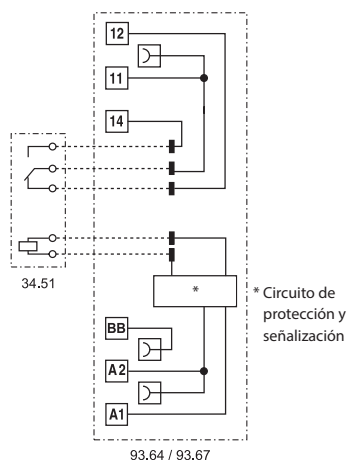 12
11
14
34.51
*
* Circuito de
protección y
señalización
BB
A2
A1
93.64 / 93.67